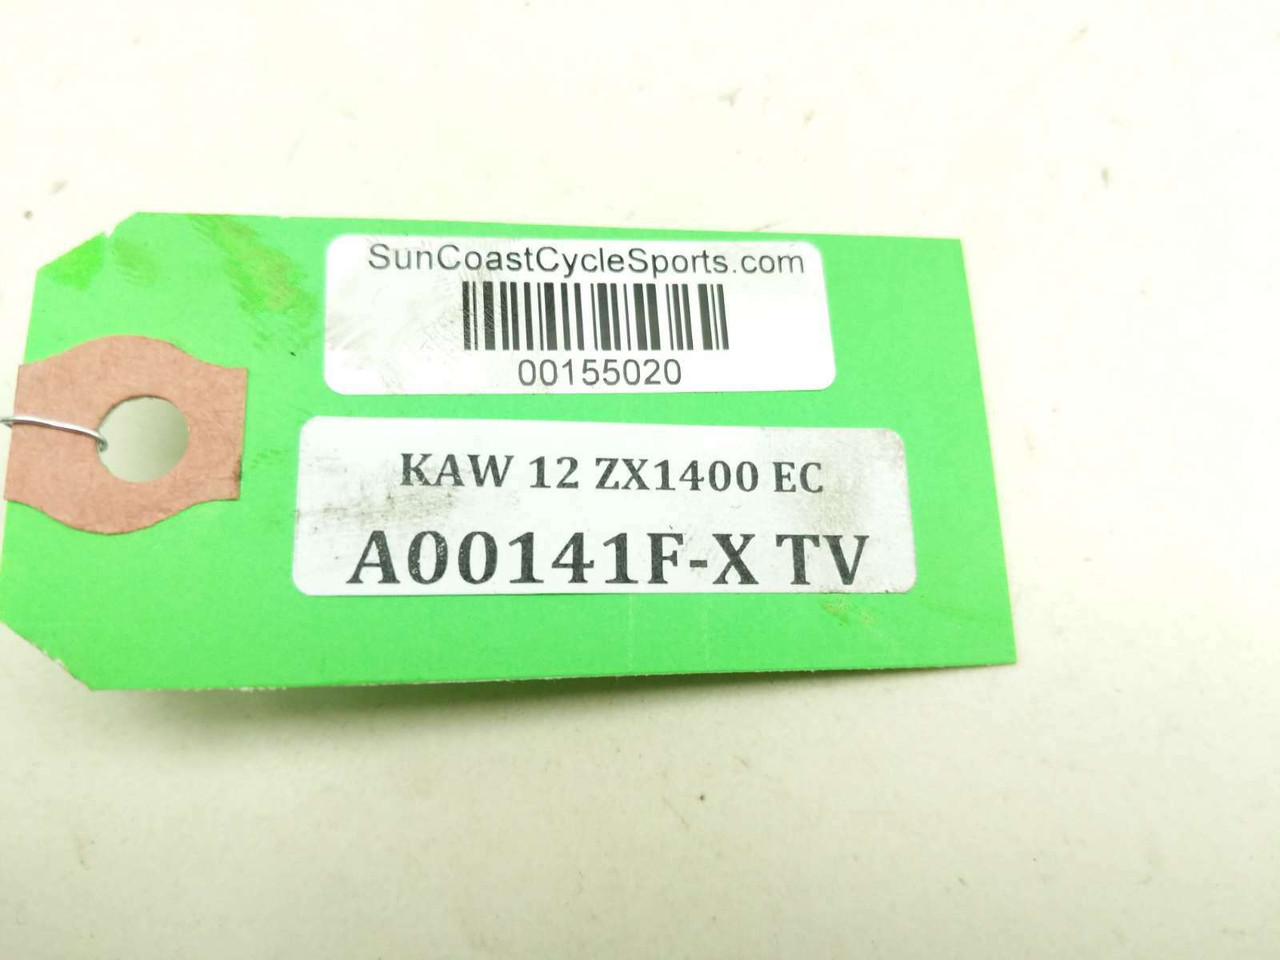 SunCoastCycleSports.com
00155020
KAW 12 ZX1400 EC
A00141F-X TV